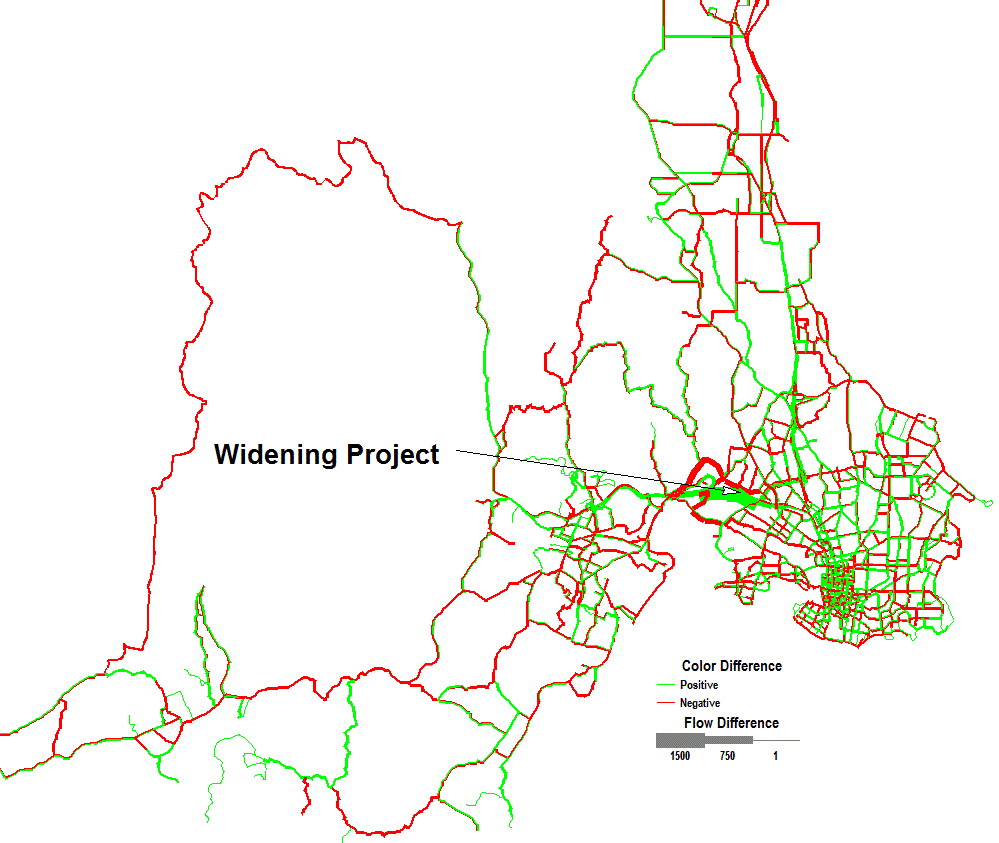 Widening Project
Color Difference
Positive
Negative
Flow Difference
1500 750 1